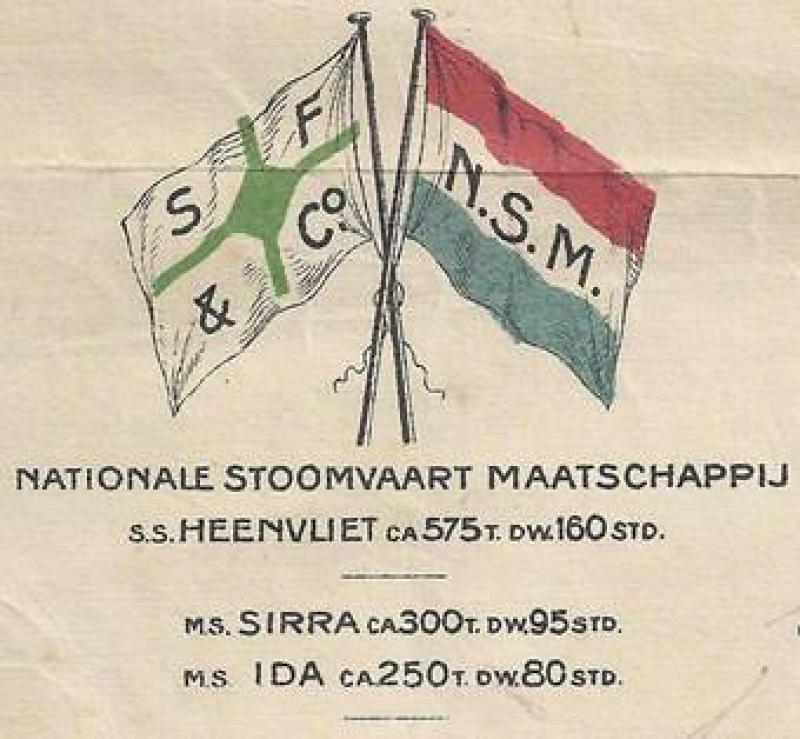 S F
& Co.
N.S.M.
NATIONALE STOOMVAART MAATSCHAPPIJ
S.S. HEENVLIET CA 575 T. DW. 160 STD.
M.S. SIRRA CA 300 T. DW. 95 STD.
M.S. IDA CA. 250 T. DW. 80 STD.